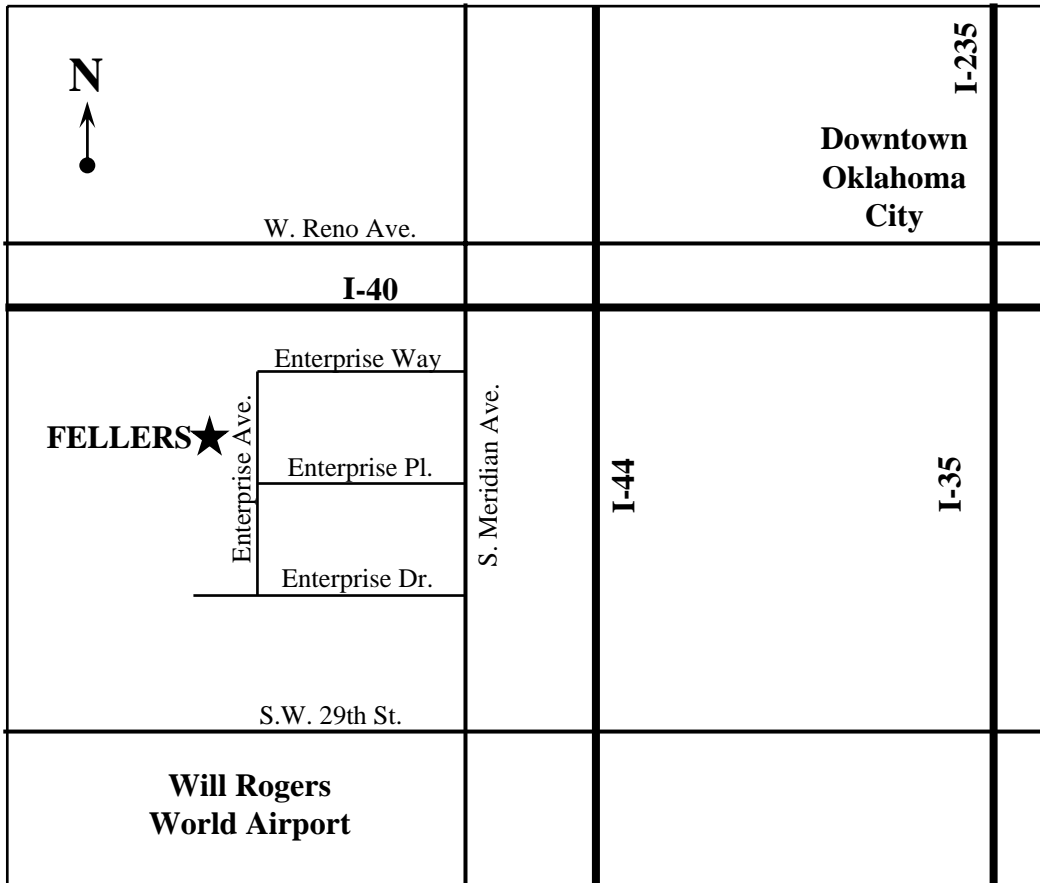 I-235
N
Downtown
Oklahoma
City
W. Reno Ave.
I-40
Enterprise Way
FELLERS
Enterprise Ave.
S. Meridian Ave.
Enterprise Pl.
I-44
I-35
Enterprise Dr.
S.W. 29th St.
Will Rogers
World Airport